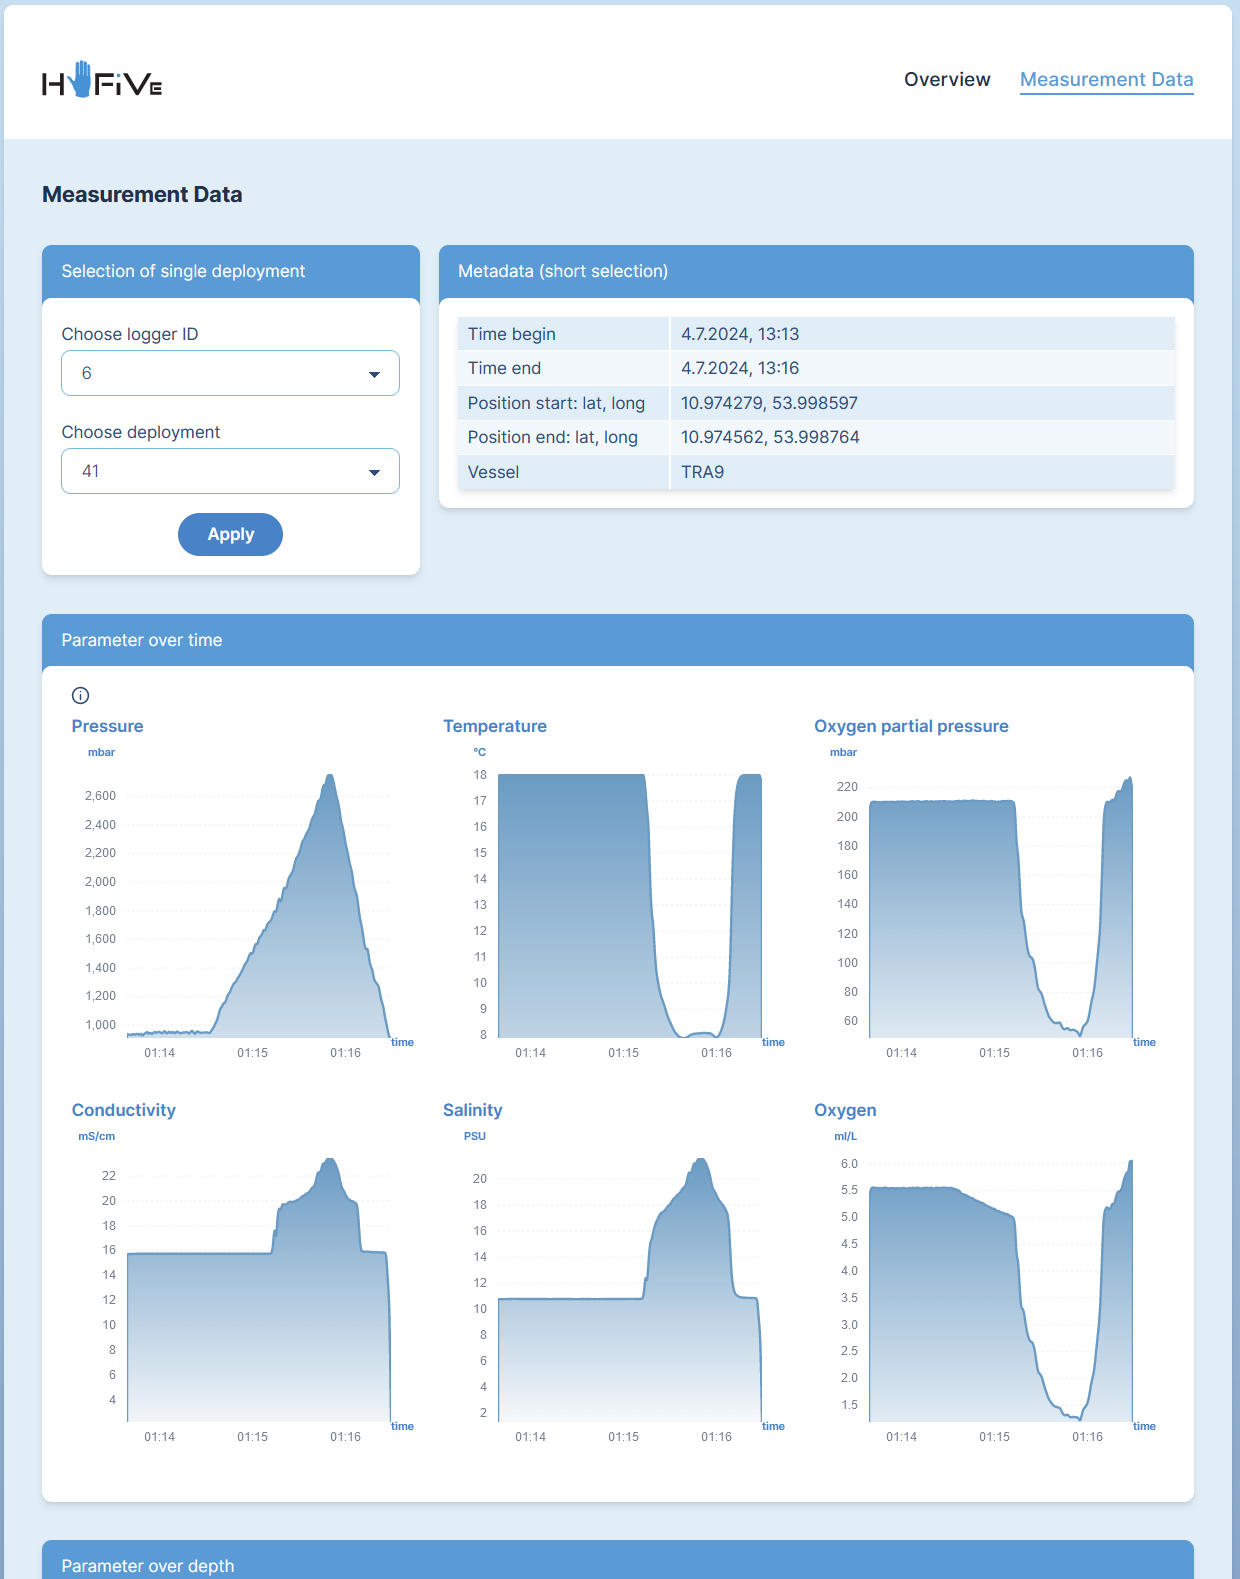 H FiVe
Overview
Measurement Data
Measurement Data
Selection of single deployment
Choose logger ID
6
Choose deployment
41
Apply
Metadata (short selection)
Time begin 4.7.2024, 13:13
Time end 4.7.2024, 13:16
Position start: lat, long 10.974279, 53.998597
Position end: lat, long 10.974562, 53.998764
Vessel TRA9
Parameter over time
Pressure
mbar
2,600
2,400
2,200
2,000
1,800
1,600
1,400
1,200
1,000
01:14 01:15 01:16
time
Temperature
°C
18
17
16
15
14
13
12
11
10
9
8
01:14 01:15 01:16
time
Oxygen partial pressure
mbar
220
200
180
160
140
120
100
80
60
01:14 01:15 01:16
time
Conductivity
mS/cm
22
20
18
16
14
12
10
8
6
4
01:14 01:15 01:16
time
Salinity
PSU
20
18
16
14
12
10
8
6
4
2
01:14 01:15 01:16
time
Oxygen
ml/L
6.0
5.5
5.0
4.5
4.0
3.5
3.0
2.5
2.0
1.5
01:14 01:15 01:16
time
Parameter over depth